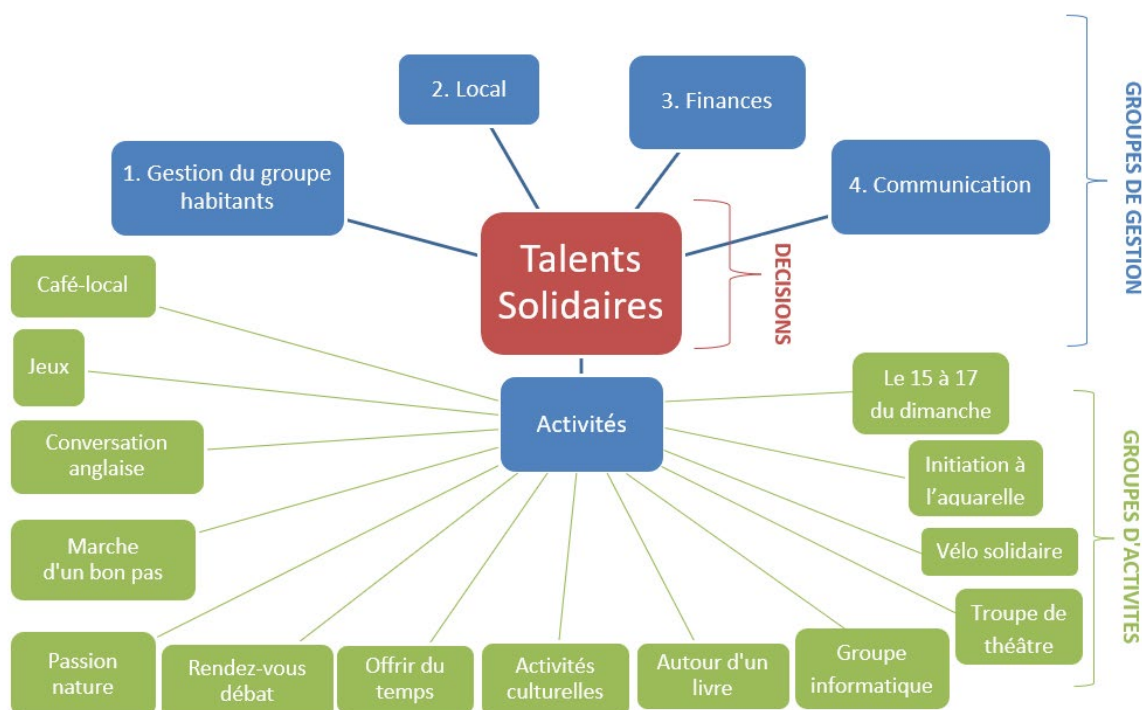 2. Local
3. Finances
1. Gestion du groupe
habitants
4. Communication
GROUPES DE GESTION
Talents
Solidaires
DECISIONS
Café-local
Jeux
Conversation
anglaise
Marche
d'un bon pas
Passion
nature
Rendez-vous
débat
Offrir du
temps
Activités
culturelles
Autour d'un
livre
Groupe
informatique
Troupe de
théâtre
Vélo solidaire
Initiation à
l'aquarelle
Le 15 à 17
du dimanche
Activités
GROUPES D'ACTIVITES